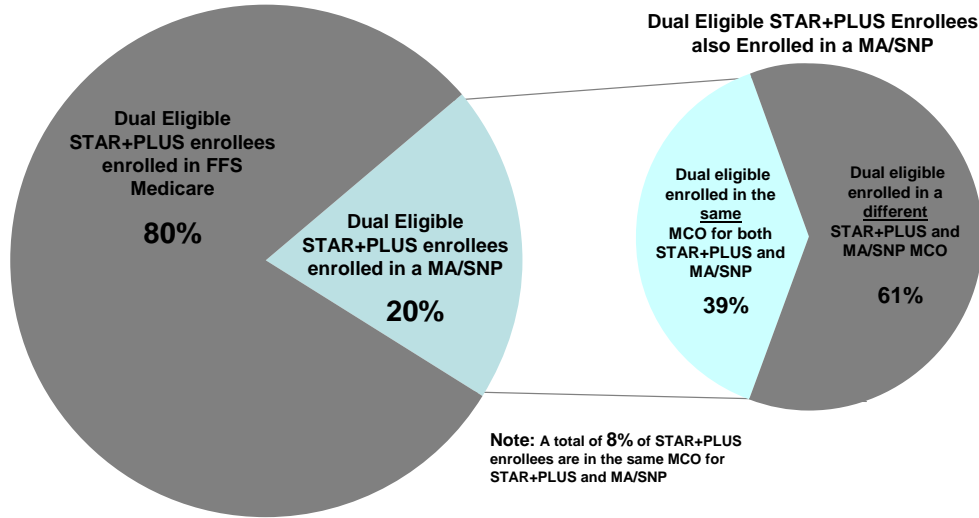 Dual Eligible STAR+PLUS Enrollees
also Enrolled in a MA/SNP
Dual Eligible
STAR+PLUS enrollees
enrolled in FFS
Medicare
80%
Dual Eligible
STAR+PLUS enrollees
enrolled in a MA/SNP
20%
Dual eligible
enrolled in the
same
MCO for both
STAR+PLUS and
MA/SNP
39%
Dual eligible
enrolled in a
different
STAR+PLUS and
MA/SNP MCO
61%
Note: A total of 8% of STAR+PLUS
enrollees are in the same MCO for
STAR+PLUS and MA/SNP